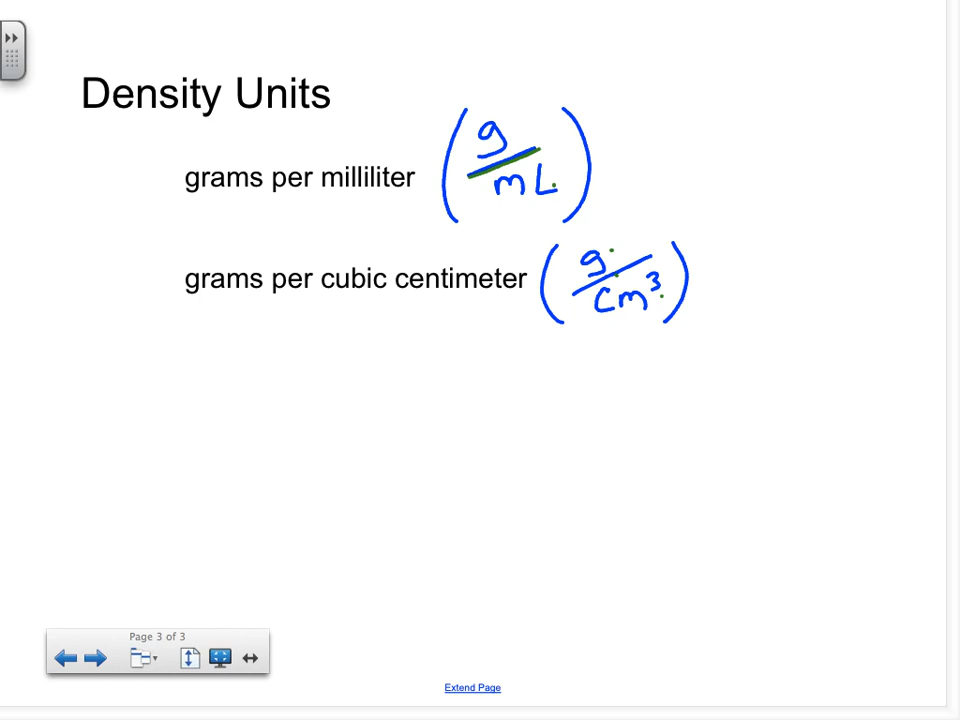 Density Units
grams per milliliter (g/mL)
grams per cubic centimeter (g/cm³)
Page 3 of 3
Extend Page